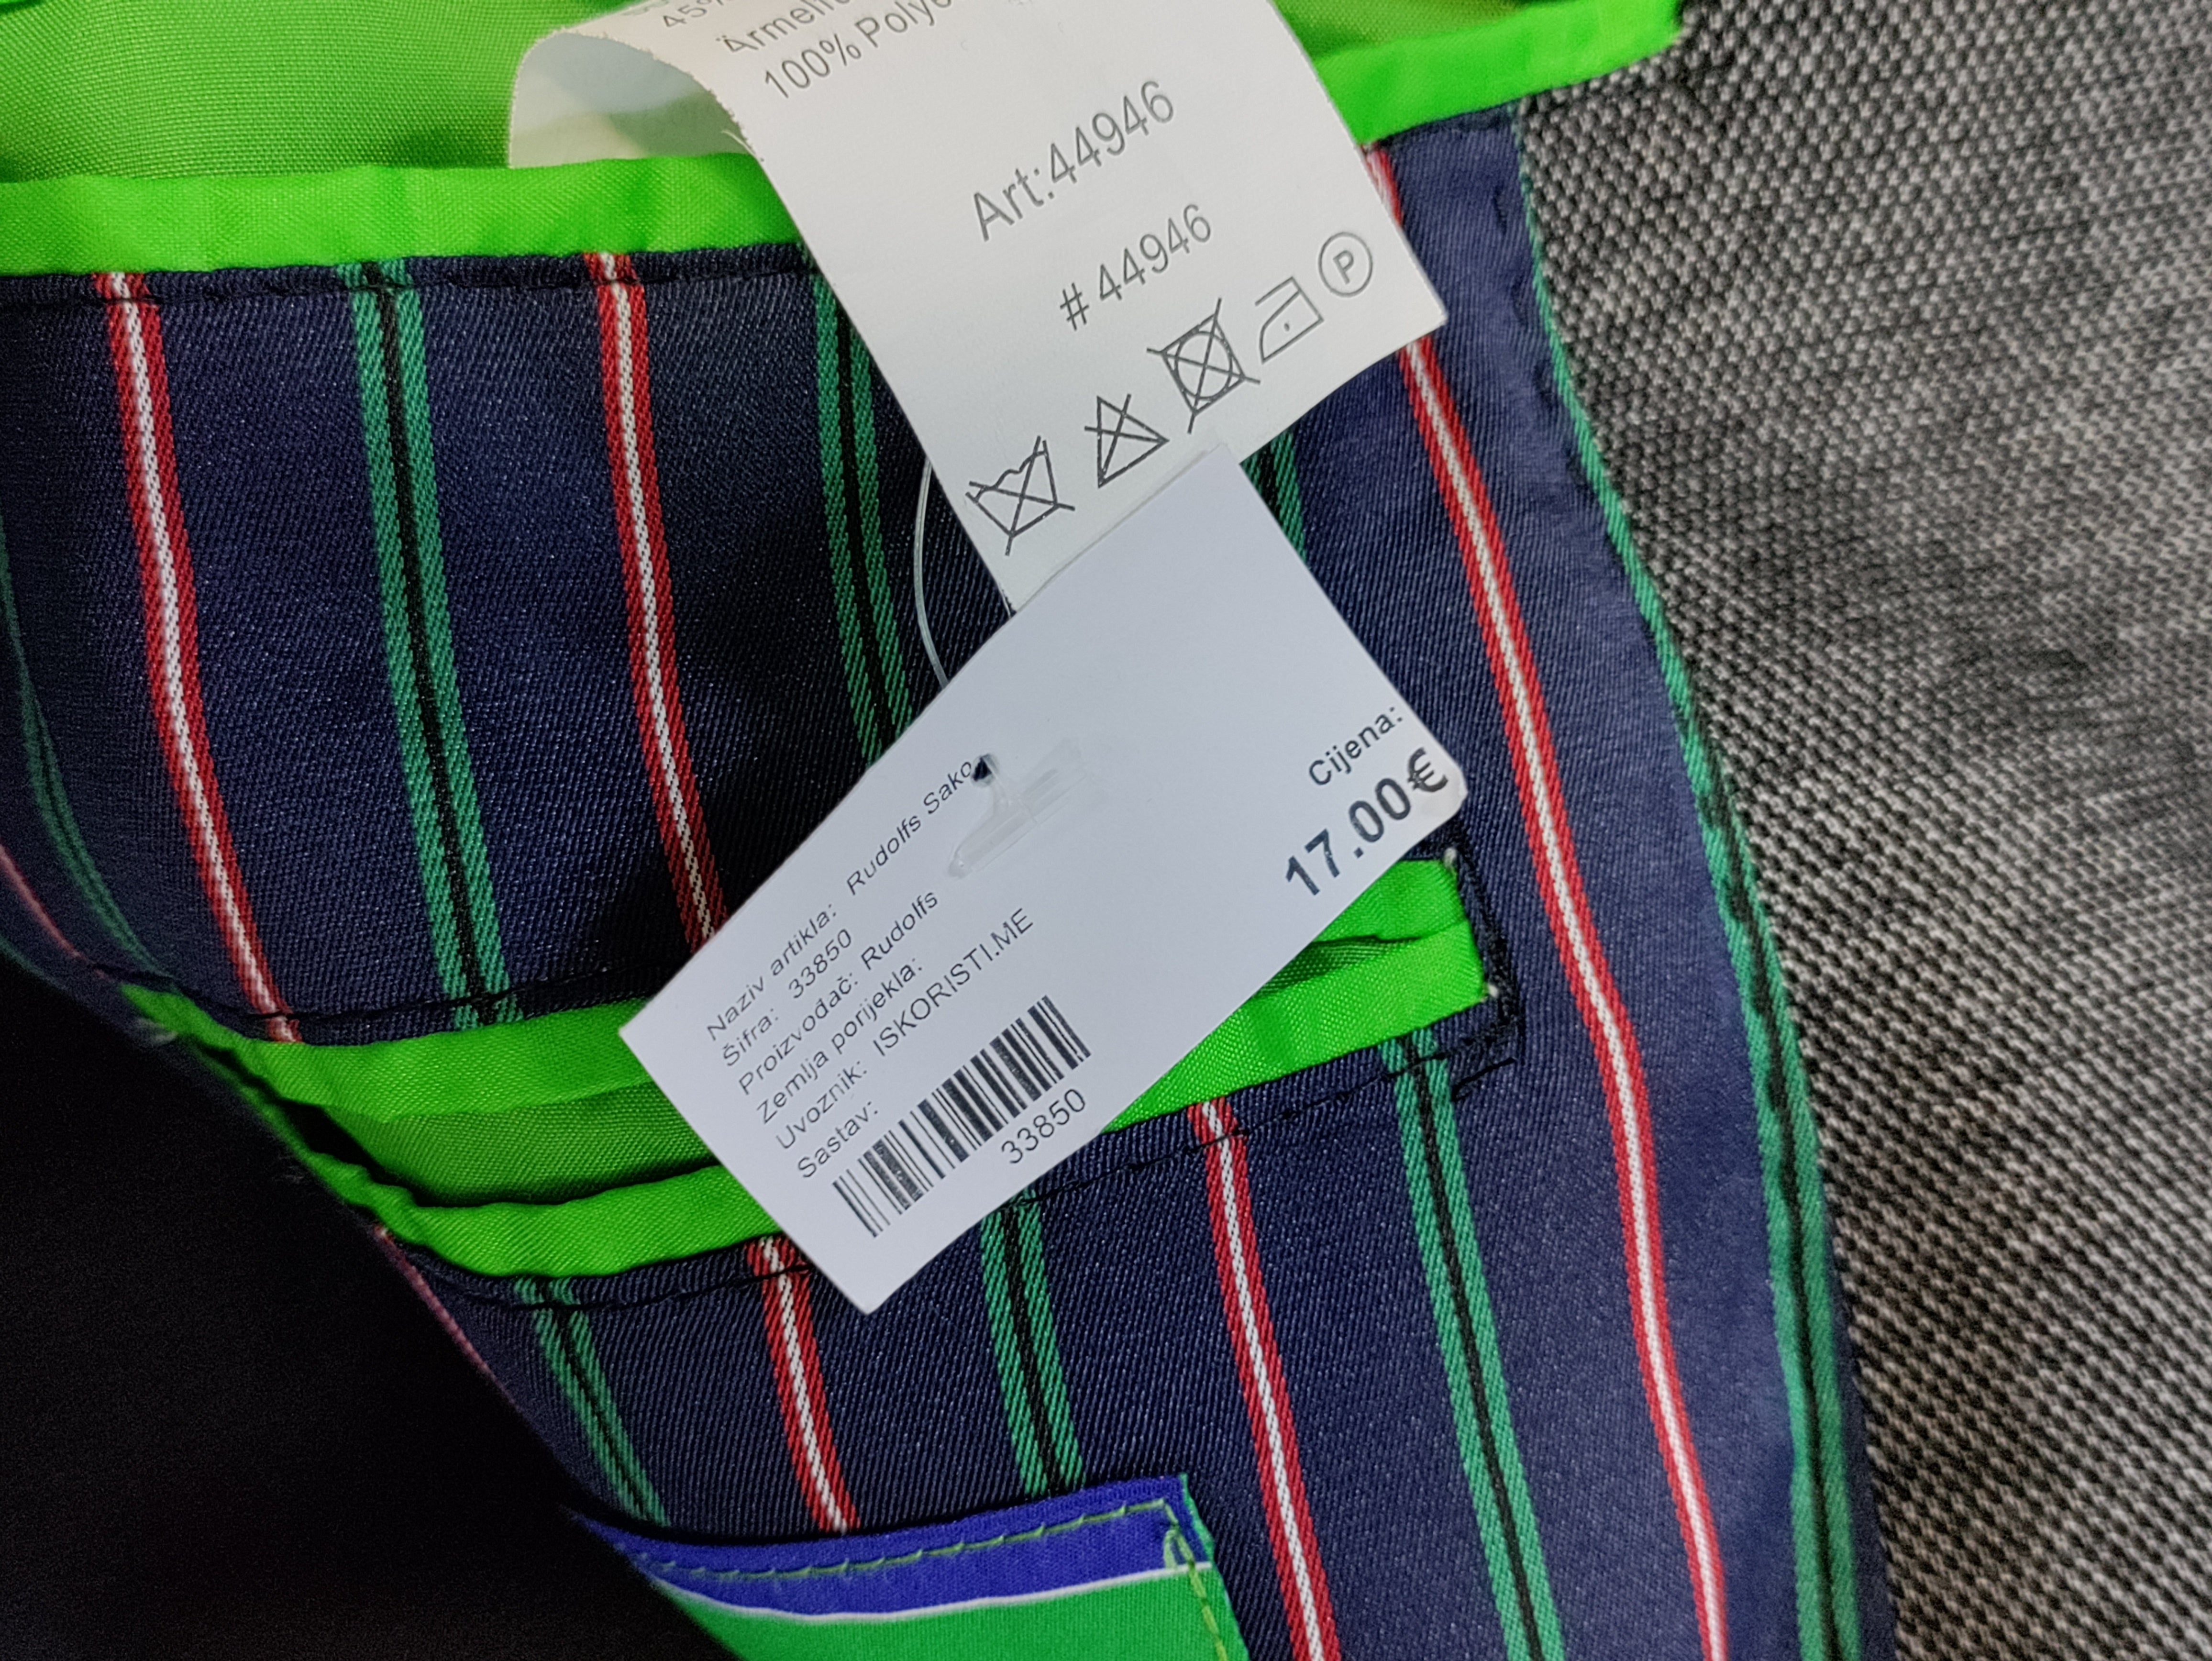 45%
100%
Art:44946
# 44946
P
Cijena:
17.00€
Naziv artikla: Rudolfs Sako
Šifra: 33850
Proizvođač: Rudolfs
Zemlja porijekla:
Uvoznik: ISKORISTI.ME
Sastav:
33850